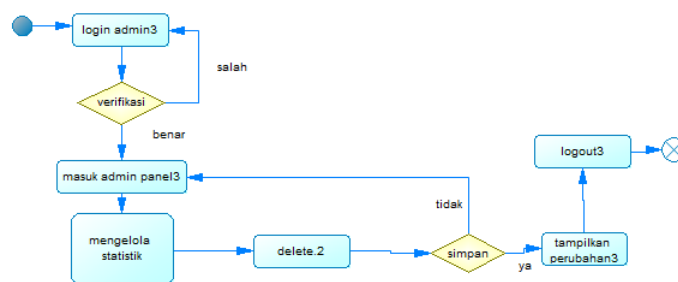 login admin3
salah
verifikasi
benar
masuk admin panel3
logout3
tidak
mengelola
statistik
delete.2
simpan
ya
tampilkan
perubahan3